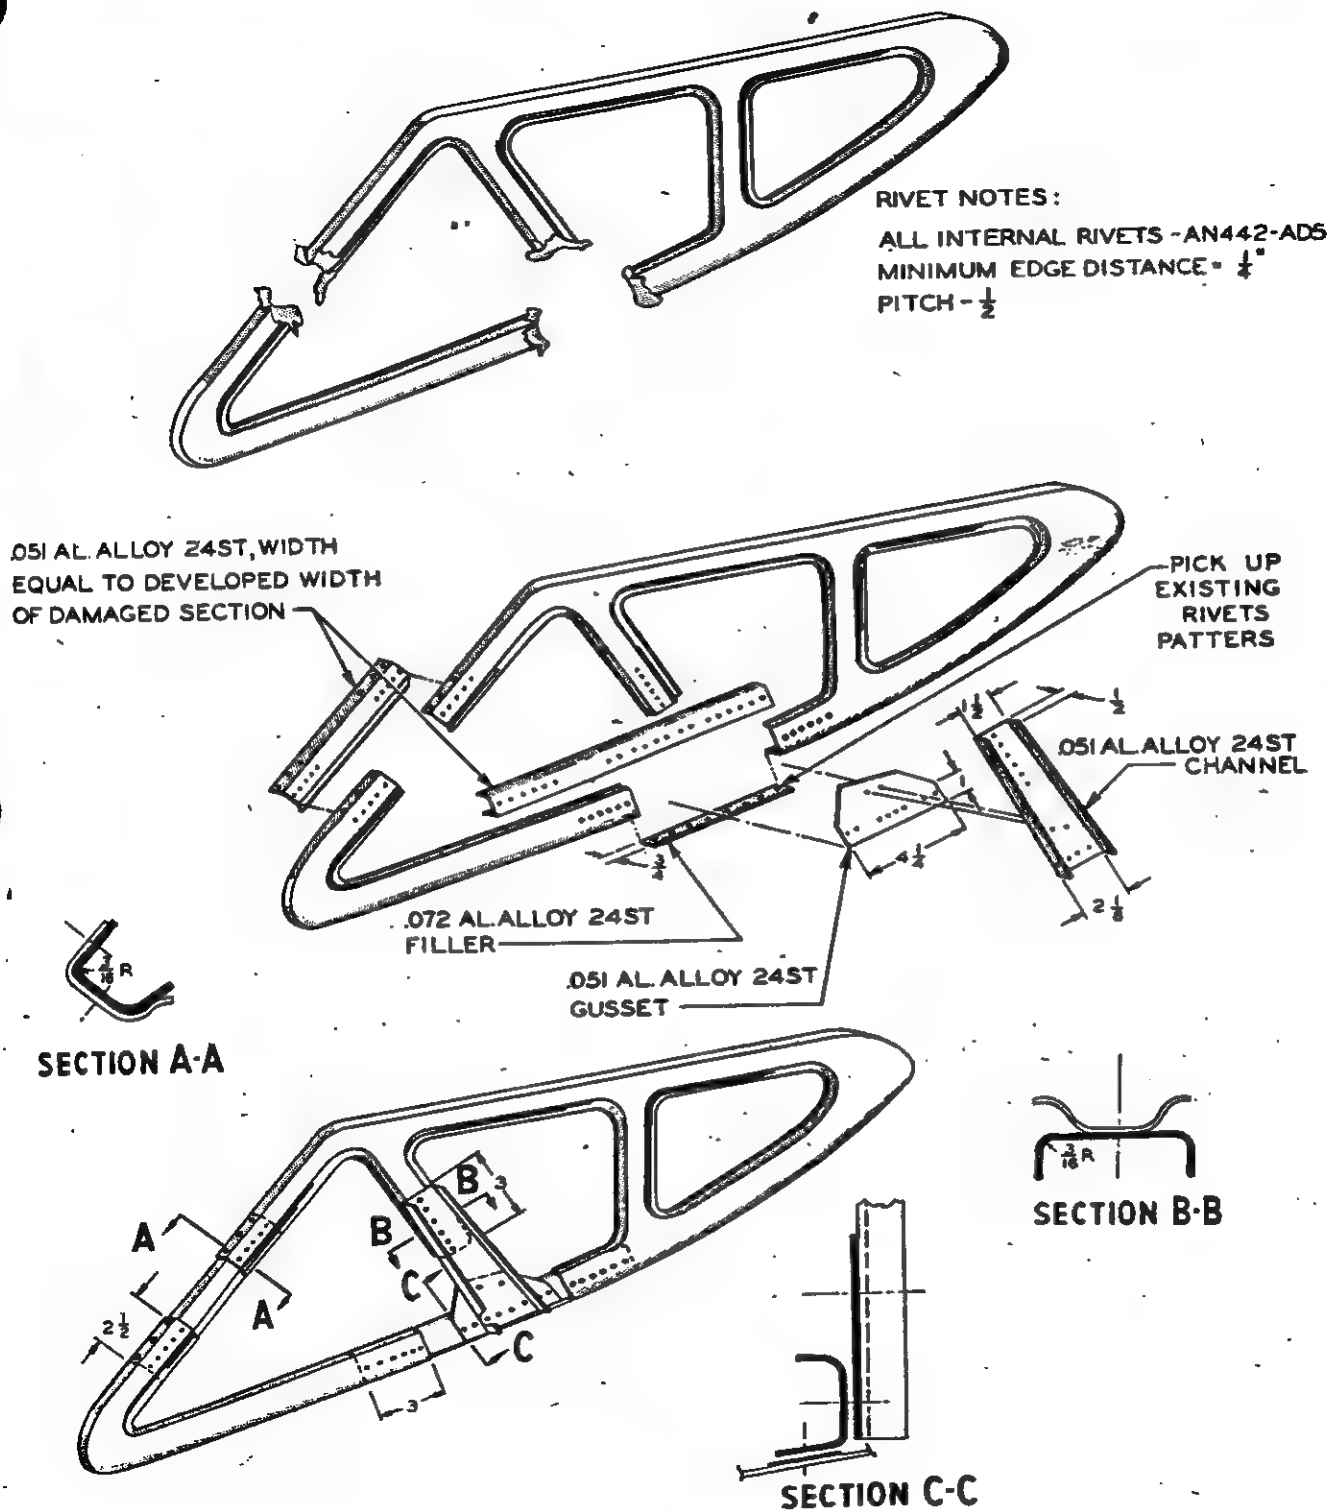 RIVET NOTES:
ALL INTERNAL RIVETS -AN442-AD5
MINIMUM EDGE DISTANCE = 1/4"
PITCH - 1/2
.051 AL. ALLOY 24ST, WIDTH
EQUAL TO DEVELOPED WIDTH
OF DAMAGED SECTION
PICK UP
EXISTING
RIVETS
PATTERS
1 1/2
1/2
.051 AL. ALLOY 24ST
CHANNEL
1
4 1/4
3/4
2 1/8
.072 AL. ALLOY 24ST
FILLER
.051 AL. ALLOY 24ST
GUSSET
3/16 R
SECTION A-A
B
3
B
A
C
A
2 1/2
C
3
3/16 R
SECTION B-B
SECTION C-C